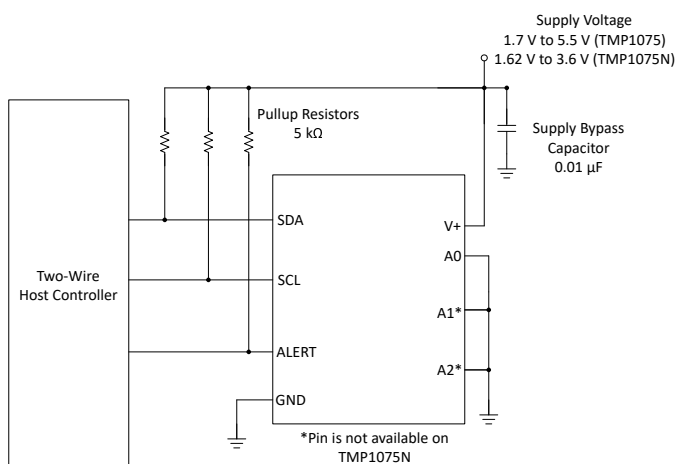 Supply Voltage
1.7 V to 5.5 V (TMP1075)
1.62 V to 3.6 V (TMP1075N)
Pullup Resistors
5 kΩ
Supply Bypass
Capacitor
0.01 µF
Two-Wire
Host Controller
SDA
SCL
ALERT
GND
V+
A0
A1*
A2*
*Pin is not available on
TMP1075N